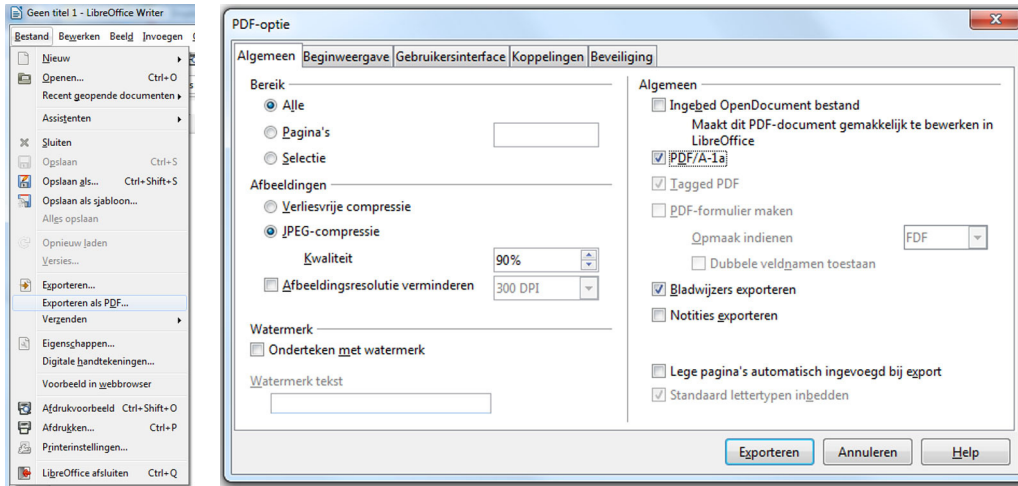 Geen titel 1 - LibreOffice Writer
Bestand Bewerken Beeld Invoegen
Nieuw
Openen... Ctrl+O
Recent geopende documenten
Assistenten
Sluiten
Opslaan Ctrl+S
Opslaan als... Ctrl+Shift+S
Opslaan als sjabloon...
Alles opslaan
Opnieuw laden
Versies...
Exporteren...
Exporteren als PDF...
Verzenden
Eigenschappen...
Digitale handtekeningen...
Voorbeeld in webbrowser
Afdrukvoorbeeld Ctrl+Shift+O
Afdrukken... Ctrl+P
Printerinstellingen...
LibreOffice afsluiten Ctrl+Q
PDF-optie
Algemeen Beginweergave Gebruikersinterface Koppelingen Beveiliging
Bereik
Alle
Pagina's
Selectie
Afbeeldingen
Verliesvrije compressie
JPEG-compressie
Kwaliteit 90%
Afbeeldingsresolutie verminderen 300 DPI
Watermerk
Onderteken met watermerk
Watermerk tekst
Algemeen
Ingebed OpenDocument bestand
Maakt dit PDF-document gemakkelijk te bewerken in
LibreOffice
PDF/A-1a
Tagged PDF
PDF-formulier maken
Opmaak indienen FDF
Dubbele veldnamen toestaan
Bladwijzers exporteren
Notities exporteren
Lege pagina's automatisch ingevoegd bij export
Standaard lettertypen inbedden
Exporteren Annuleren Help